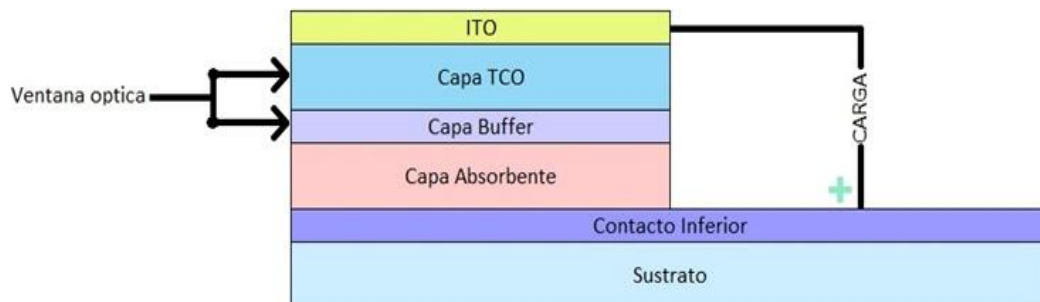 ITO
Capa TCO
Ventana optica
Capa Buffer
CARGA
Capa Absorbente
+
Contacto Inferior
Sustrato